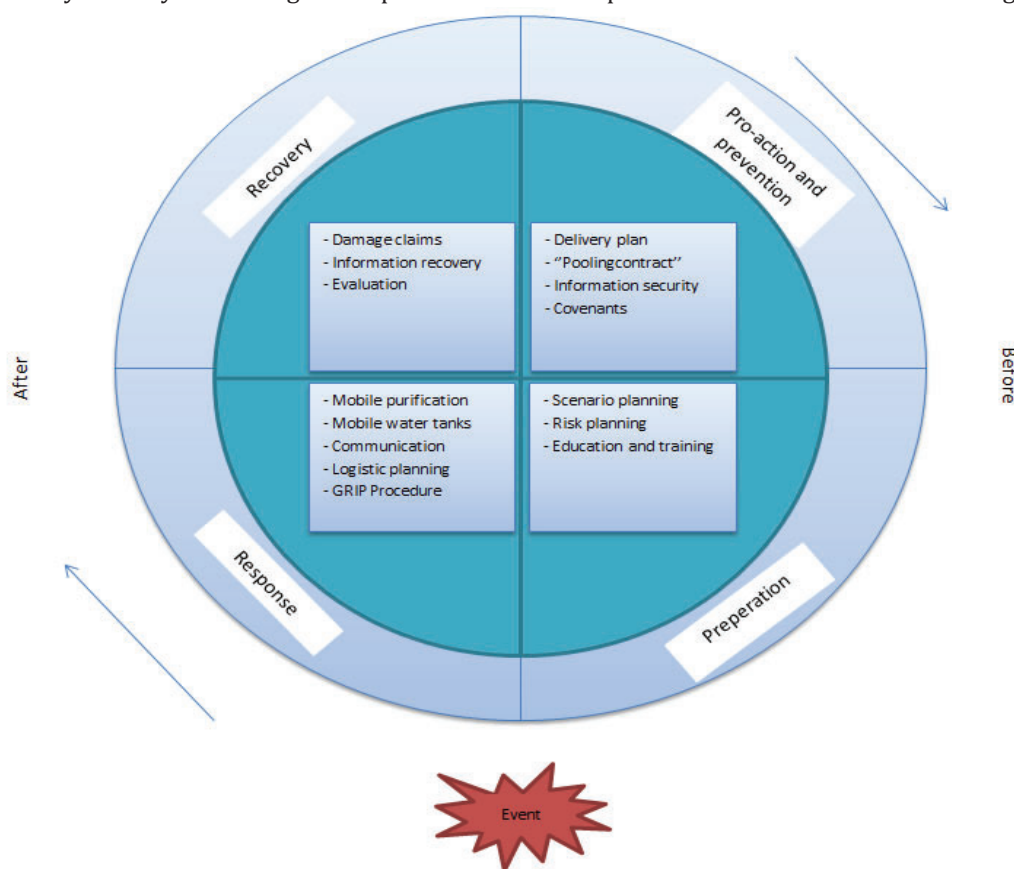 Recovery
Pro-action and
prevention
- Damage claims
- Information recovery
- Evaluation
- Delivery plan
- “Poolingcontract”
- Information security
- Covenants
After
Before
- Mobile purification
- Mobile water tanks
- Communication
- Logistic planning
- GRIP Procedure
- Scenario planning
- Risk planning
- Education and training
Response
Preperation
Event